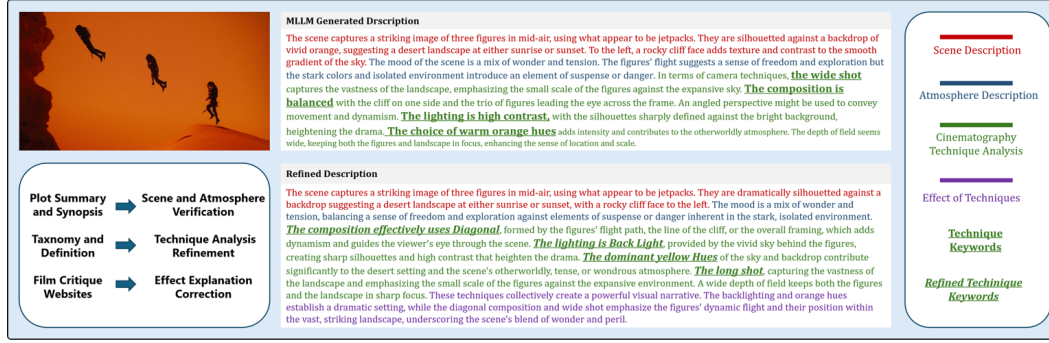 MLLM Generated Drscription
The scene captures a striking image of three figures in mid-air, using what appear to be jetpacks. They are silhouetted against a backdrop of
vivid orange, suggesting a desert landscape at either sunrise or sunset. To the left, a rocky cliff face adds texture and contrast to the smooth
gradient of the sky. The mood of the scene is a mix of wonder and tension. The figures' flight suggests a sense of freedom and exploration but
the stark colors and isolated environment introduce an element of suspense or danger. In terms of camera techniques, the wide shot
captures the vastness of the landscape, emphasizing the small scale of the figures against the expansive sky. The composition is
balanced with the cliff on one side and the trio of figures leading the eye across the frame. An angled perspective might be used to convey
movement and dynamism. The lighting is high contrast, with the silhouettes sharply defined against the bright background,
heightening the drama. The choice of warm orange hues adds intensity and contributes to the otherworldly atmosphere. The depth of field seems
wide, keeping both the figures and landscape in focus, enhancing the sense of location and scale.
Plot Summary
and Synopsis
Scene and Atmosphere
Verification
Taxnomy and
Definition
Technique Analysis
Refinement
Film Critique
Websites
Effect Explanation
Correction
Refined Description
The scene captures a striking image of three figures in mid-air, using what appear to be jetpacks. They are dramatically silhouetted against a
backdrop suggesting a desert landscape at either sunrise or sunset, with a rocky cliff face to the left. The mood is a mix of wonder and
tension, balancing a sense of freedom and exploration against elements of suspense or danger inherent in the stark, isolated environment.
The composition effectively uses Diagonal, formed by the figures' flight path, the line of the cliff, or the overall framing, which adds
dynamism and guides the viewer's eye through the scene. The lighting is Back Light, provided by the vivid sky behind the figures,
creating sharp silhouettes and high contrast that heighten the drama. The dominant yellow Hues of the sky and backdrop contribute
significantly to the desert setting and the scene's otherworldly, tense, or wondrous atmosphere. The long shot, capturing the vastness of
the landscape and emphasizing the small scale of the figures against the expansive environment. A wide depth of field keeps both the figures
and the landscape in sharp focus. These techniques collectively create a powerful visual narrative. The backlighting and orange hues
establish a dramatic setting, while the diagonal composition and wide shot emphasize the figures' dynamic flight and their position within
the vast, striking landscape, underscoring the scene's blend of wonder and peril.
Scene Description
Atmosphere Description
Cinematography
Technique Analysis
Effect of Techniques
Technique
Keywords
Refined Techinique
Keywords